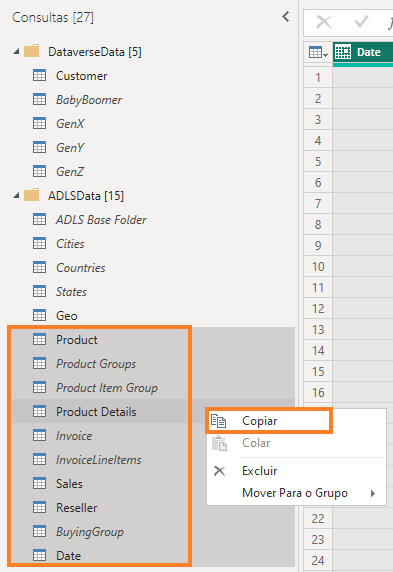 Consultas [27]
DataverseData [5]
Customer
BabyBoomer
GenX
GenY
GenZ
ADLSData [15]
ADLS Base Folder
Cities
Countries
States
Geo
Product
Product Groups
Product Item Group
Product Details
Invoice
InvoiceLineItems
Sales
Reseller
BuyingGroup
Date
Copiar
Colar
Excluir
Mover Para o Grupo
Date
1
2
3
4
5
6
7
8
9
10
11
12
13
14
15
16
22
23
24